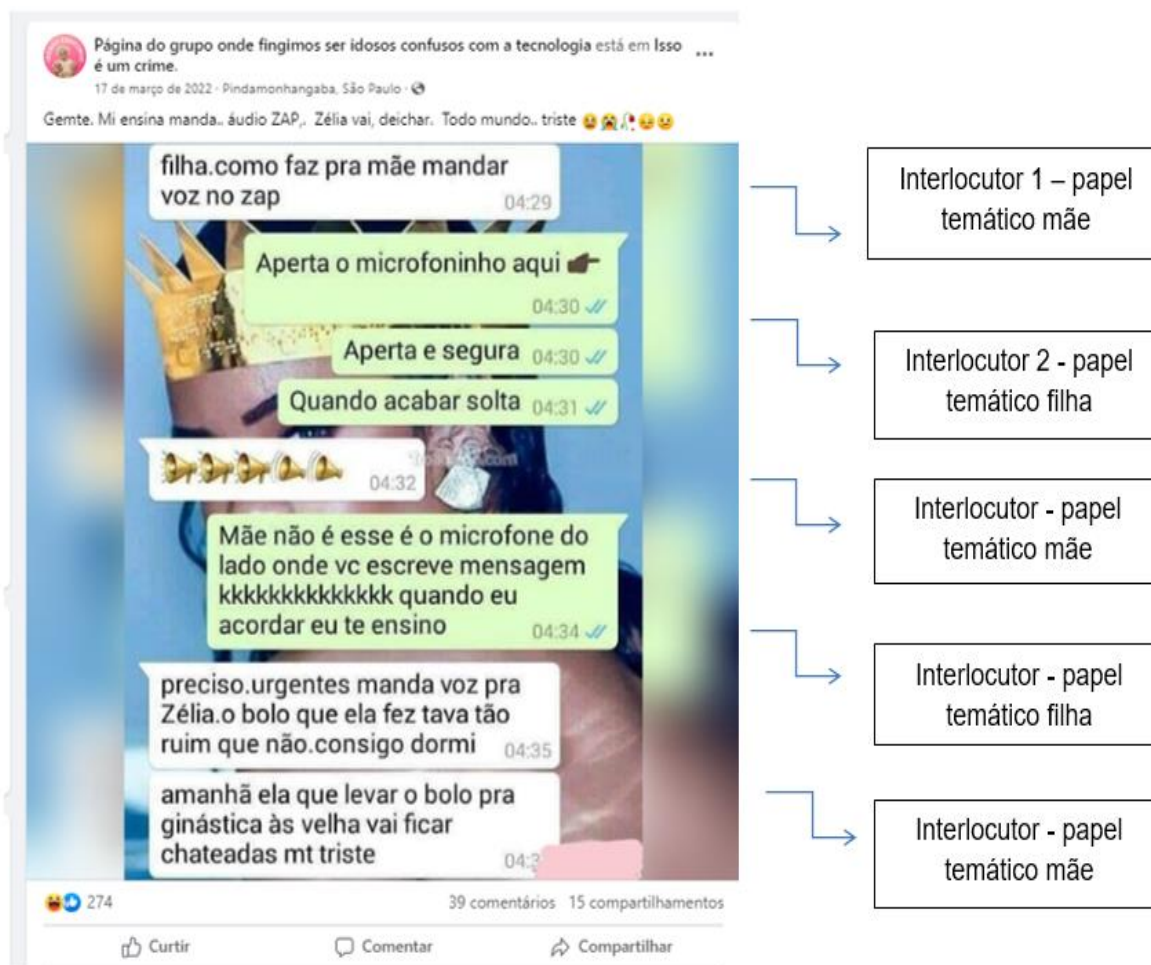 Página do grupo onde fingimos ser idosos confusos com a tecnologia está em Isso
é um crime.
17 de março de 2022 · Pindamonhangaba, São Paulo ·
Gemte. Mi ensina manda.. áudio ZAP,. Zélia vai, deichar. Todo mundo.. triste 😫😭🥀😞😕
filha.como faz pra mãe mandar
voz no zap
04:29
Aperta o microfoninho aqui 👉🏿
04:30
Aperta e segura 04:30
Quando acabar solta 04:31
📢📢📢📢📢 04:32
Mãe não é esse é o microfone do
lado onde vc escreve mensagem
kkkkkkkkkkkkkk quando eu
acordar eu te ensino
04:34
preciso.urgentes manda voz pra
Zélia.o bolo que ela fez tava tão
ruim que não.consigo dormi 04:35
amanhã ela que levar o bolo pra
ginástica às velha vai ficar
chateadas mt triste
274
39 comentários 15 compartilhamentos
Curtir Comentar Compartilhar
Interlocutor 1 – papel
temático mãe
Interlocutor 2 - papel
temático filha
Interlocutor - papel
temático mãe
Interlocutor - papel
temático filha
Interlocutor - papel
temático mãe